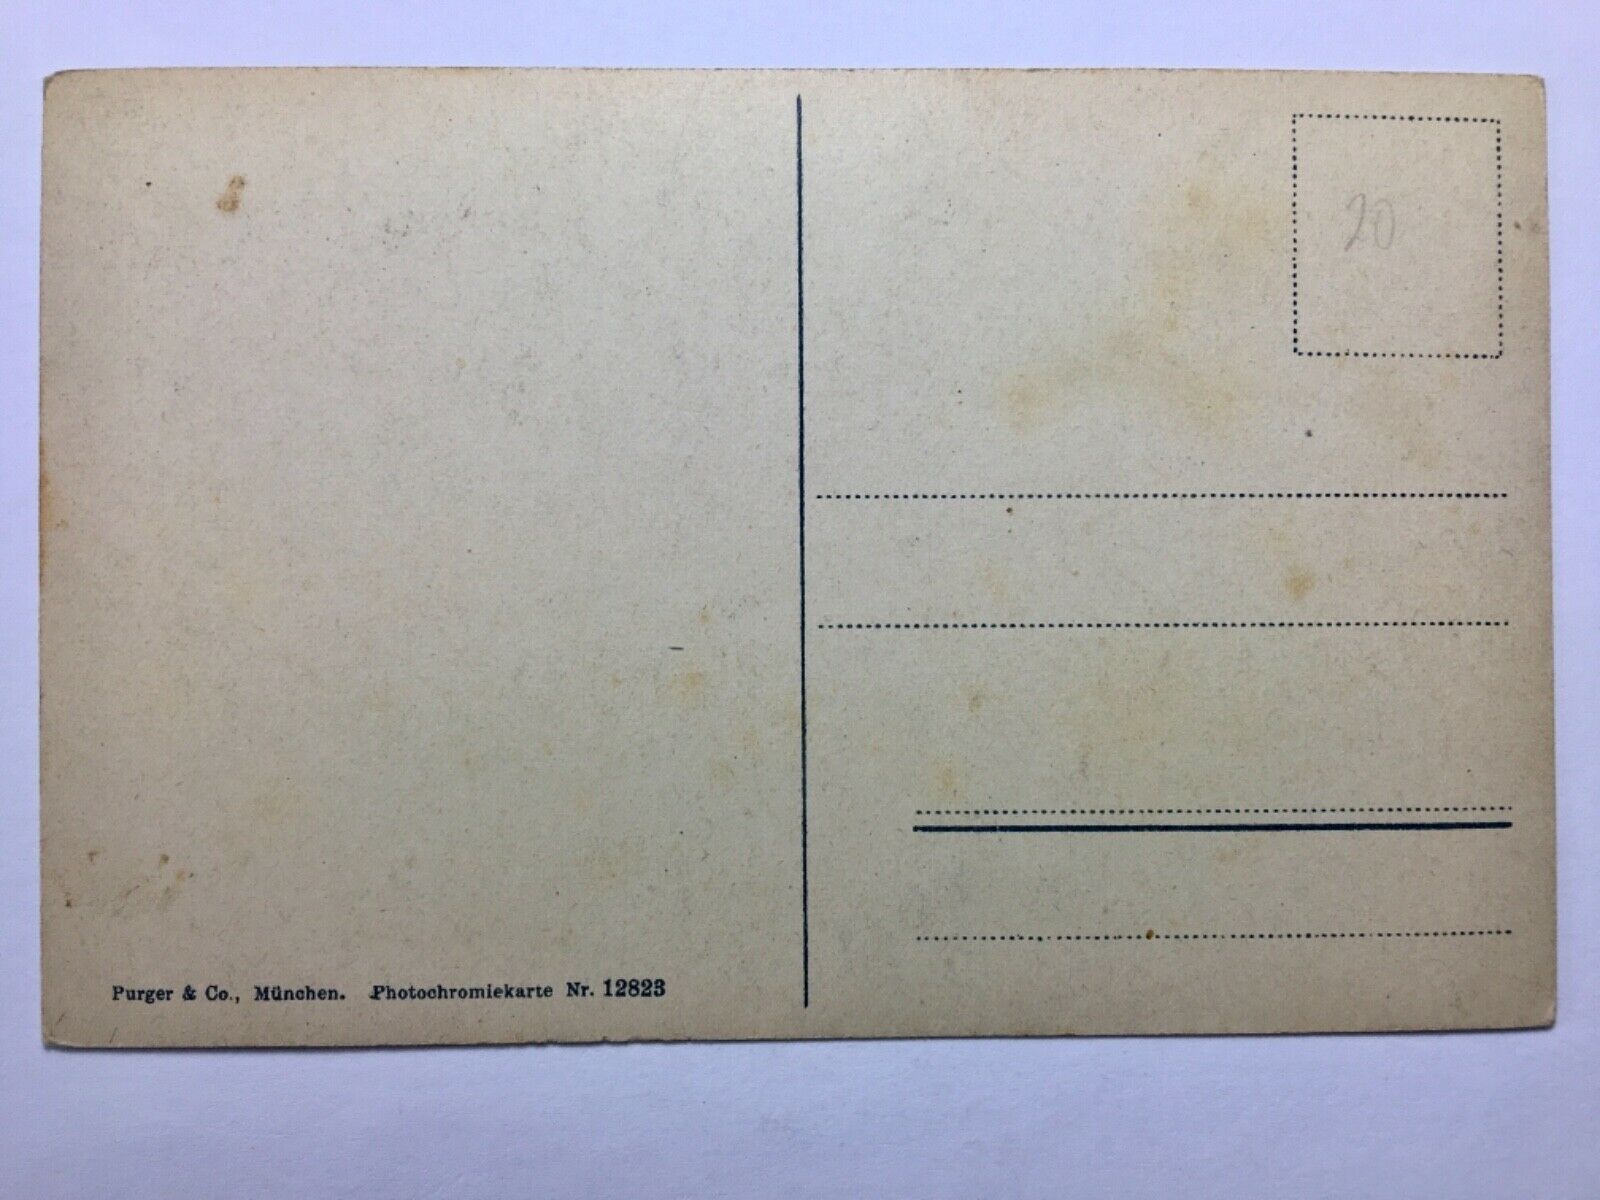 20
Purger & Co., München. Photochromiekarte Nr. 12823